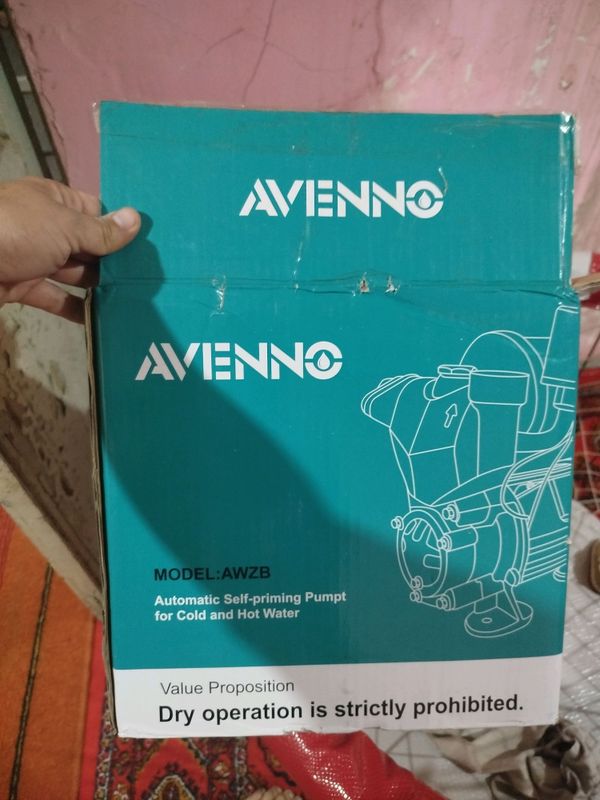 AVENNO
AVENNO
MODEL:AWZB
Automatic Self-priming Pumpt
for Cold and Hot Water
Value Proposition
Dry operation is strictly prohibited.